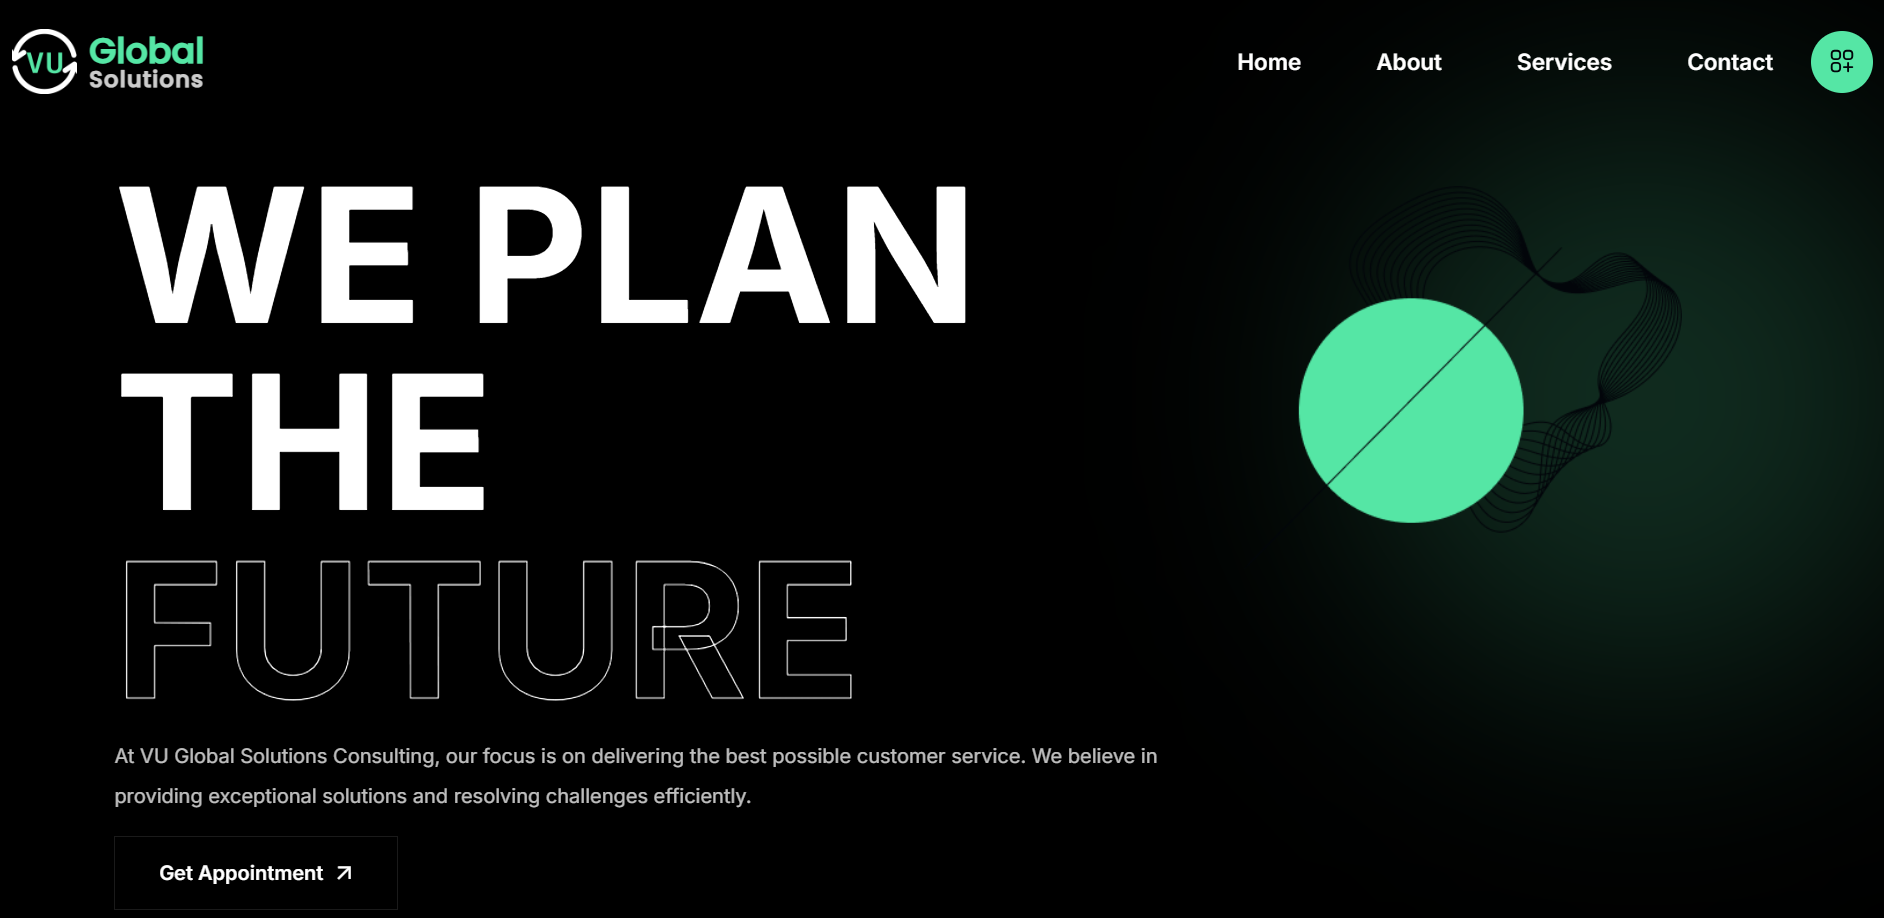 VU Global
Solutions
Home About Services Contact
WE PLAN
THE
FUTURE
At VU Global Solutions Consulting, our focus is on delivering the best possible customer service. We believe in
providing exceptional solutions and resolving challenges efficiently.
Get Appointment